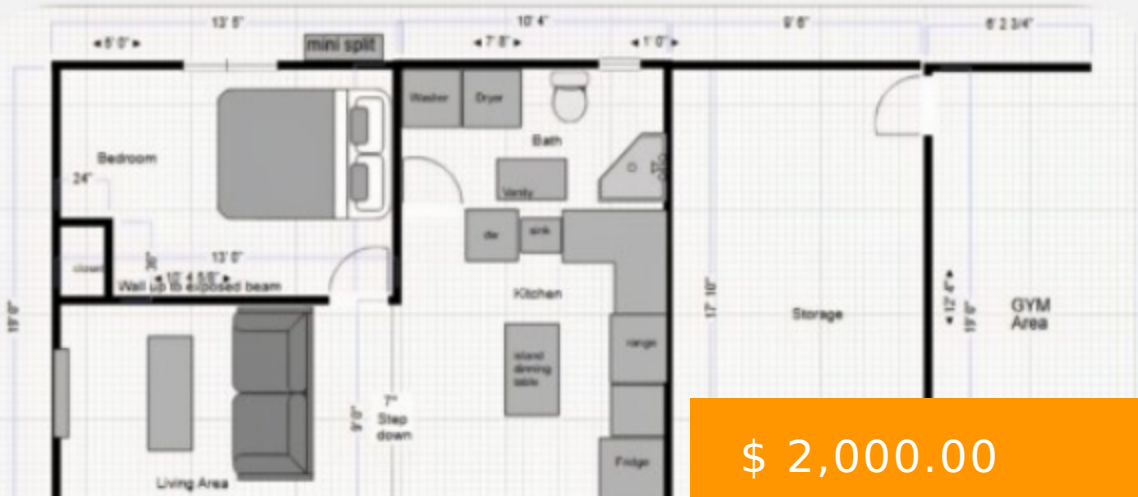 13' 5"
10' 4"
9' 6"
6' 2 3/4"
5' 0"
mini split
7' 8"
1' 0"
Washer
Dryer
Bath
Bedroom
24"
Vanity
dw
sink
13' 0"
36"
closet
10' 4 5/8"
Wall up to exposed beam
Kitchen
19' 6"
17' 10"
Storage
12' 4"
19' 6"
GYM
Area
range
island
dinning
table
9' 0"
7"
Step
down
Fridge
Living Area
$ 2,000.00